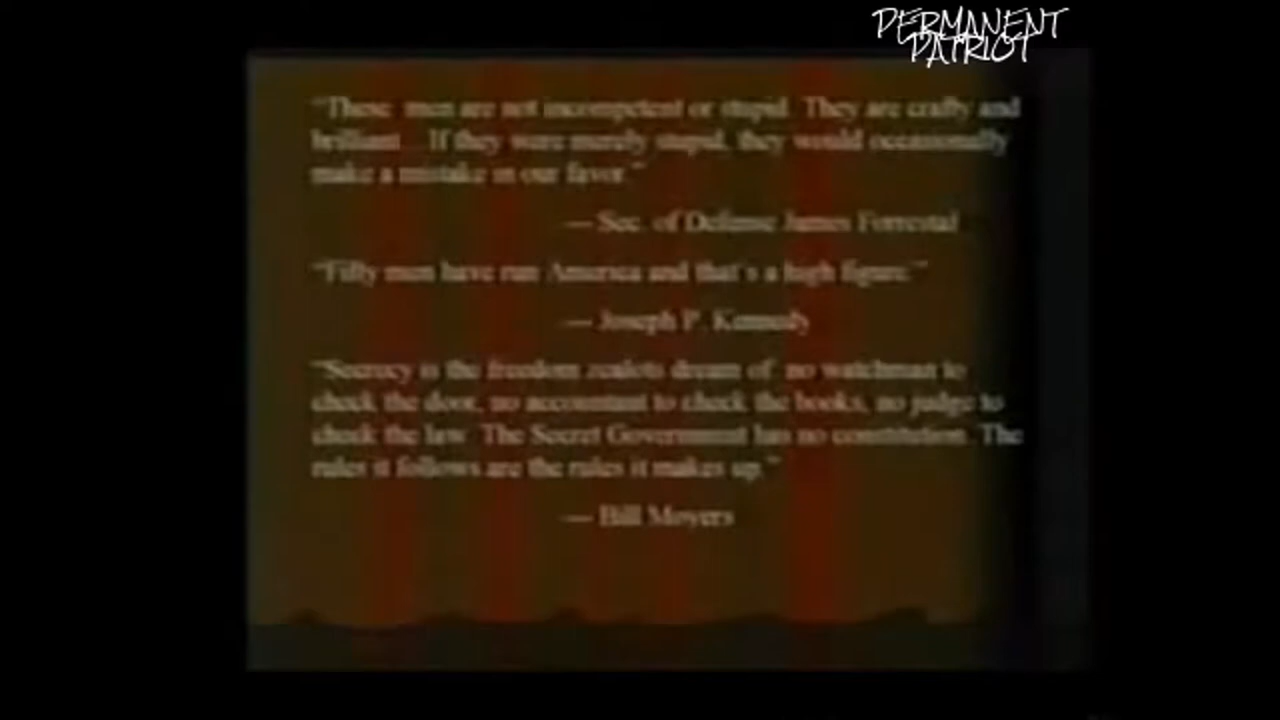 PERMANENT
PATRIOT
"These men are not incompetent or stupid. They are crafty and
brilliant... If they were merely stupid, they would occasionally
make a mistake in our favor."
— Sec. of Defense James Forrestal
"Fifty men have run America and that's a high figure."
— Joseph P. Kennedy
"Secrecy is the freedom zealots dream of: no watchman to
check the door, no accountant to check the books, no judge to
check the law. The Secret Government has no constitution. The
rules it follows are the rules it makes up."
— Bill Moyers